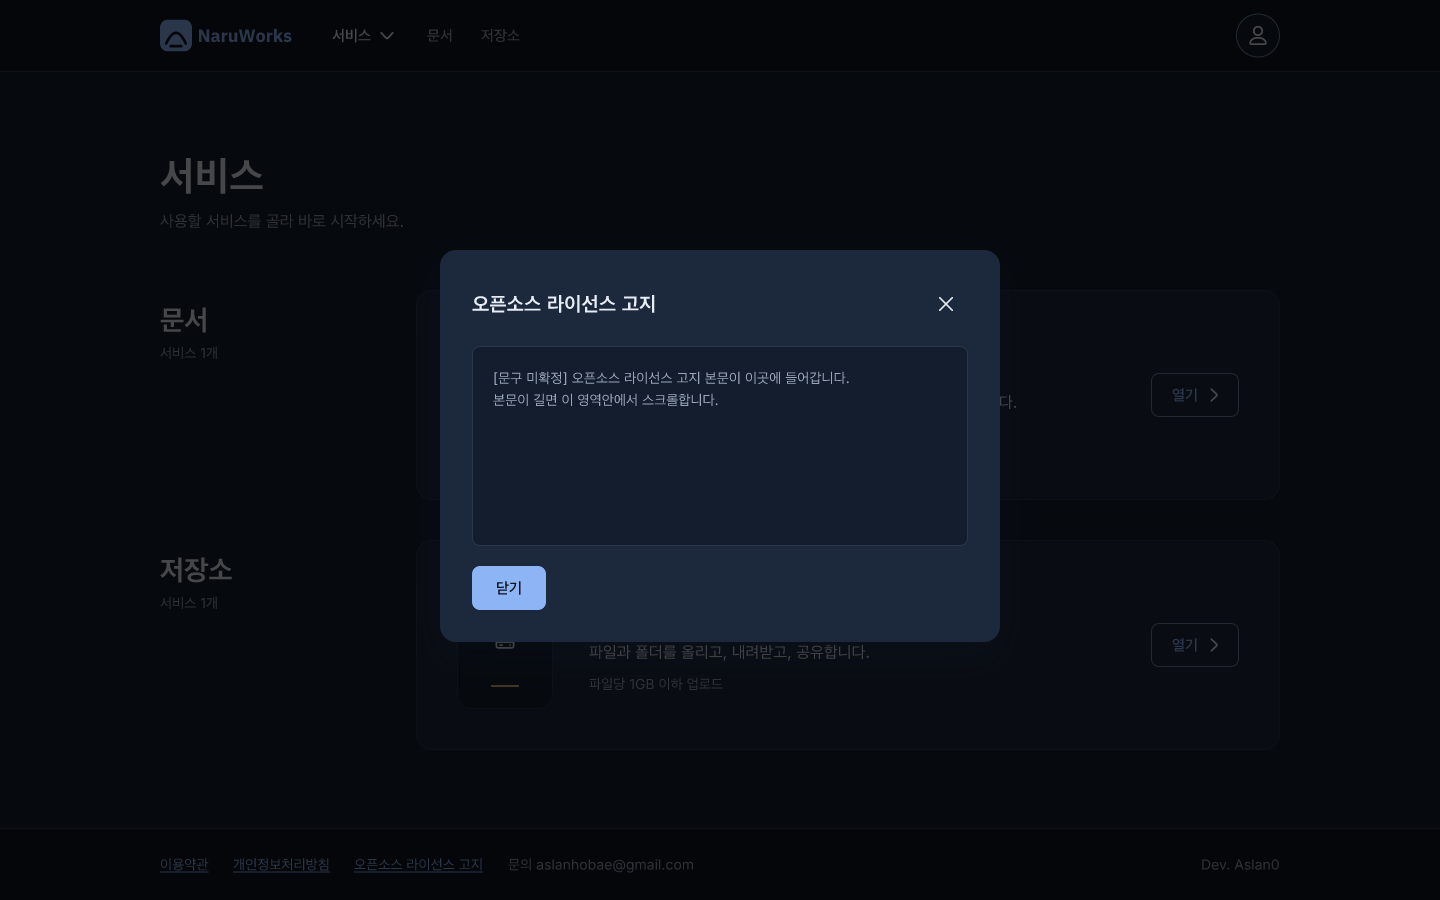 NaruWorks
서비스
문서
저장소
서비스
사용할 서비스를 골라 바로 시작하세요.
문서
서비스 1개
다.
열기
오픈소스 라이선스 고지
[문구 미확정] 오픈소스 라이선스 고지 본문이 이곳에 들어갑니다.
본문이 길면 이 영역안에서 스크롤합니다.
닫기
저장소
서비스 1개
파일과 폴더를 올리고, 내려받고, 공유합니다.
파일당 1GB 이하 업로드
열기
이용약관
개인정보처리방침
오픈소스 라이선스 고지
문의 aslanhobae@gmail.com
Dev. Aslan0